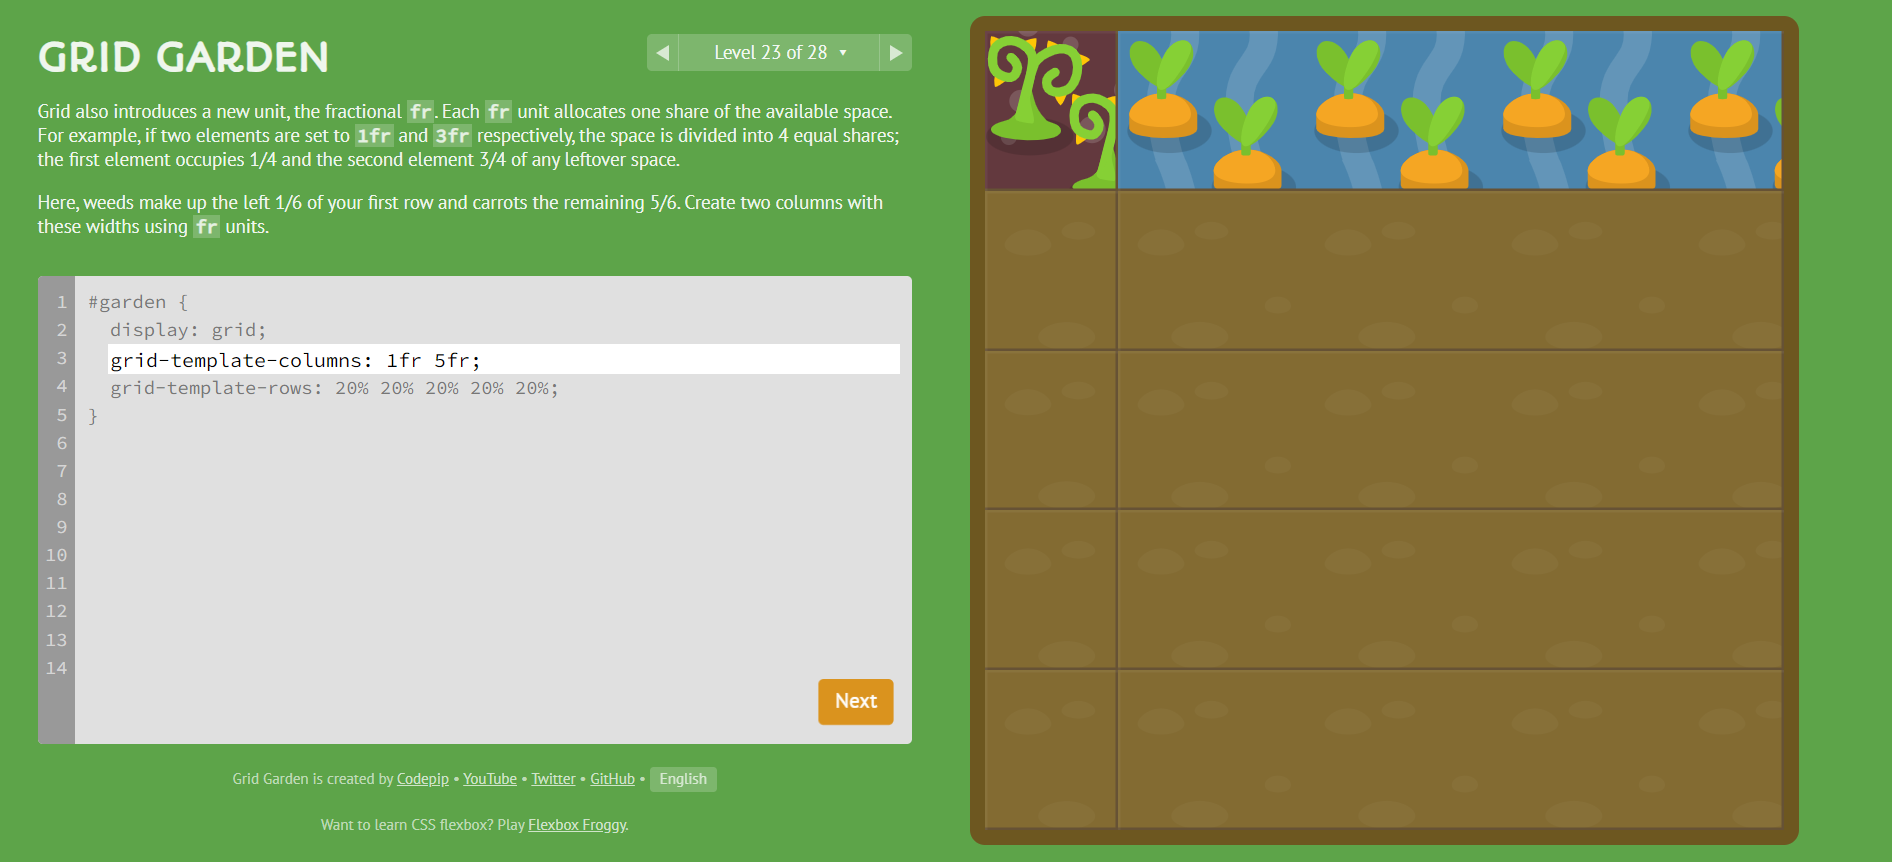 GRID GARDEN
◀ Level 23 of 28 ▾ ▶
Grid also introduces a new unit, the fractional fr. Each fr unit allocates one share of the available space.
For example, if two elements are set to 1fr and 3fr respectively, the space is divided into 4 equal shares;
the first element occupies 1/4 and the second element 3/4 of any leftover space.
Here, weeds make up the left 1/6 of your first row and carrots the remaining 5/6. Create two columns with
these widths using fr units.
1 #garden {
2 display: grid;
3 grid-template-columns: 1fr 5fr;
4 grid-template-rows: 20% 20% 20% 20% 20%;
5 }
6
7
8
9
10
11
12
13
14
Next
Grid Garden is created by Codepip • YouTube • Twitter • GitHub • English
Want to learn CSS flexbox? Play Flexbox Froggy.